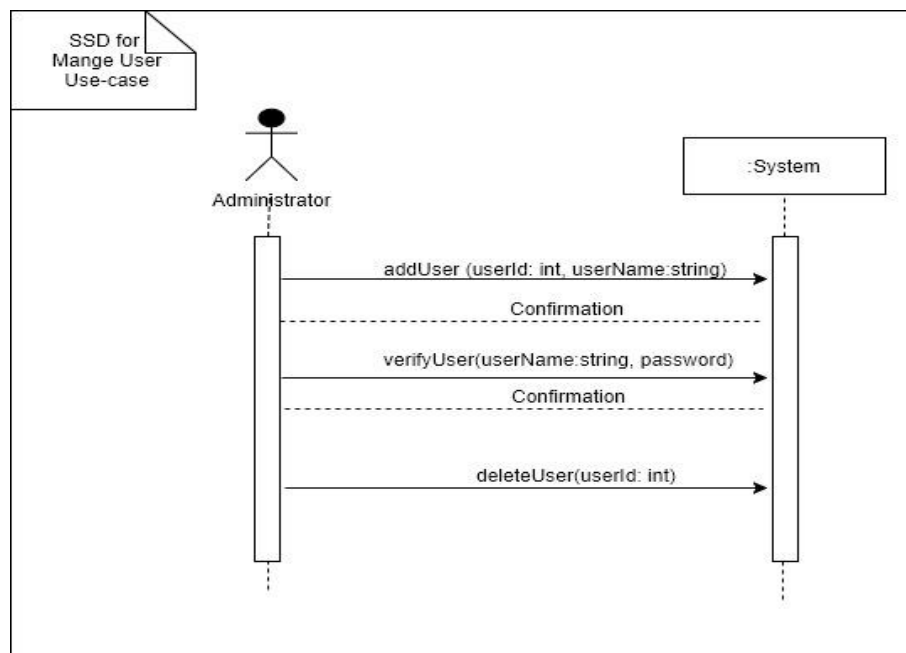 SSD for
Mange User
Use-case
Administrator
:System
addUser (userId: int, userName:string)
Confirmation
verifyUser(userName:string, password)
Confirmation
deleteUser(userId: int)